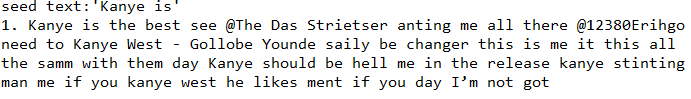 seed text:'Kanye is'
1. Kanye is the best see @The Das Strietser anting me all there @12380Erihgo
need to Kanye West - Gollobe Younde saily be changer this is me it this all
the samm with them day Kanye should be hell me in the release kanye stinting
man me if you kanye west he likes ment if you day I’m not got